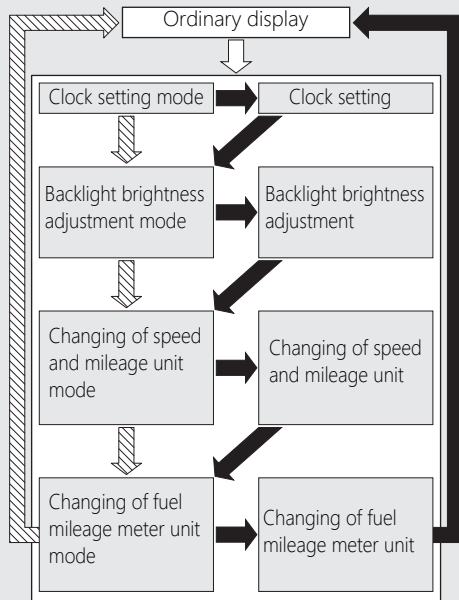 Ordinary display
Clock setting mode
Clock setting
Backlight brightness
adjustment mode
Backlight brightness
adjustment
Changing of speed
and mileage unit
mode
Changing of speed
and mileage unit
Changing of fuel
mileage meter unit
mode
Changing of fuel
mileage meter unit